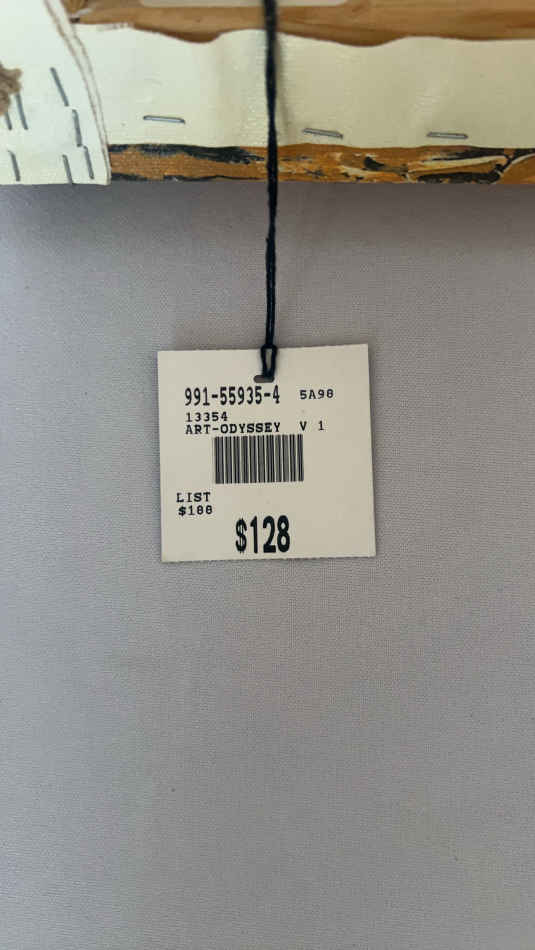 991-55935-4 5A98
13354
ART-ODYSSEY V 1
LIST
$188
$128